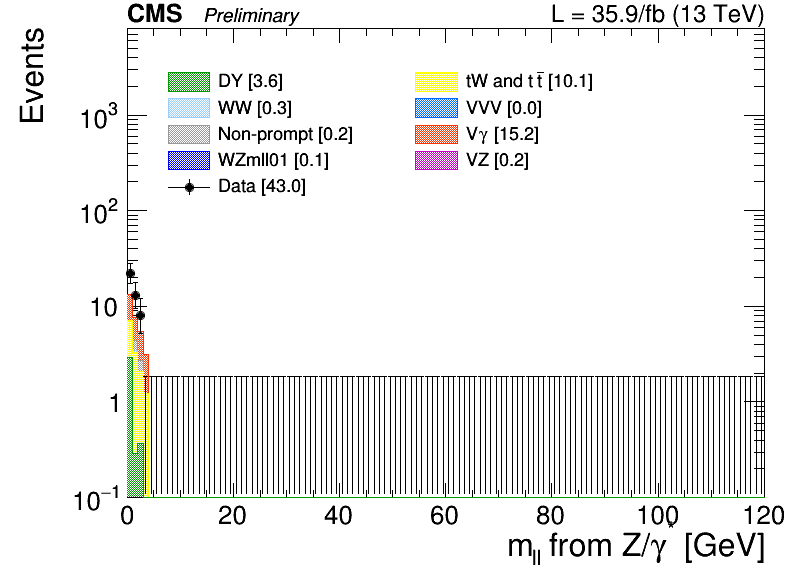 CMS Preliminary L = 35.9/fb (13 TeV)
Events
DY [3.6]
WW [0.3]
Non-prompt [0.2]
WZmll01 [0.1]
Data [43.0]
tW and tt̄ [10.1]
VVV [0.0]
Vγ [15.2]
VZ [0.2]
10³
10²
10
1
10⁻¹
0 20 40 60 80 100 120
m_ll from Z/γ* [GeV]